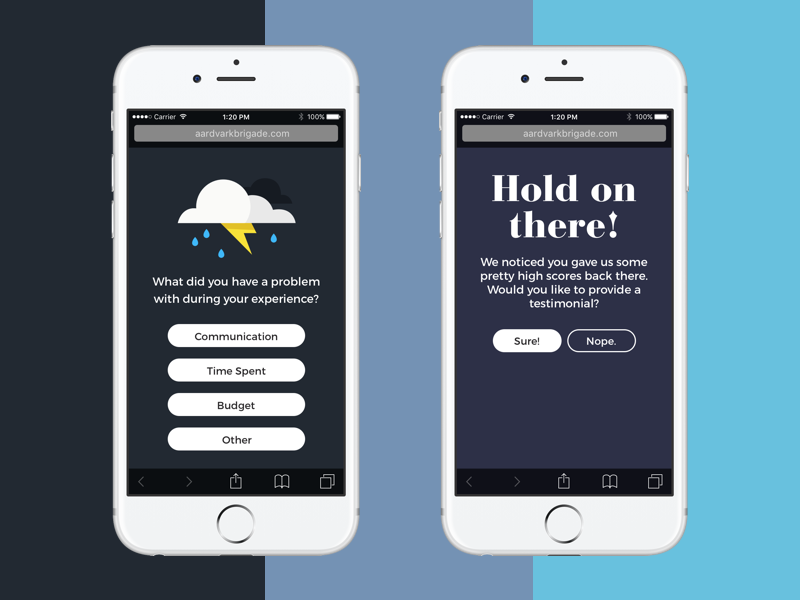 Carrier 1:20 PM 100%
aardvarkbrigade.com
What did you have a problem
with during your experience?
Communication
Time Spent
Budget
Other
Carrier 1:20 PM 100%
aardvarkbrigade.com
Hold on
there!
We noticed you gave us some
pretty high scores back there.
Would you like to provide a
testimonial?
Sure! Nope.